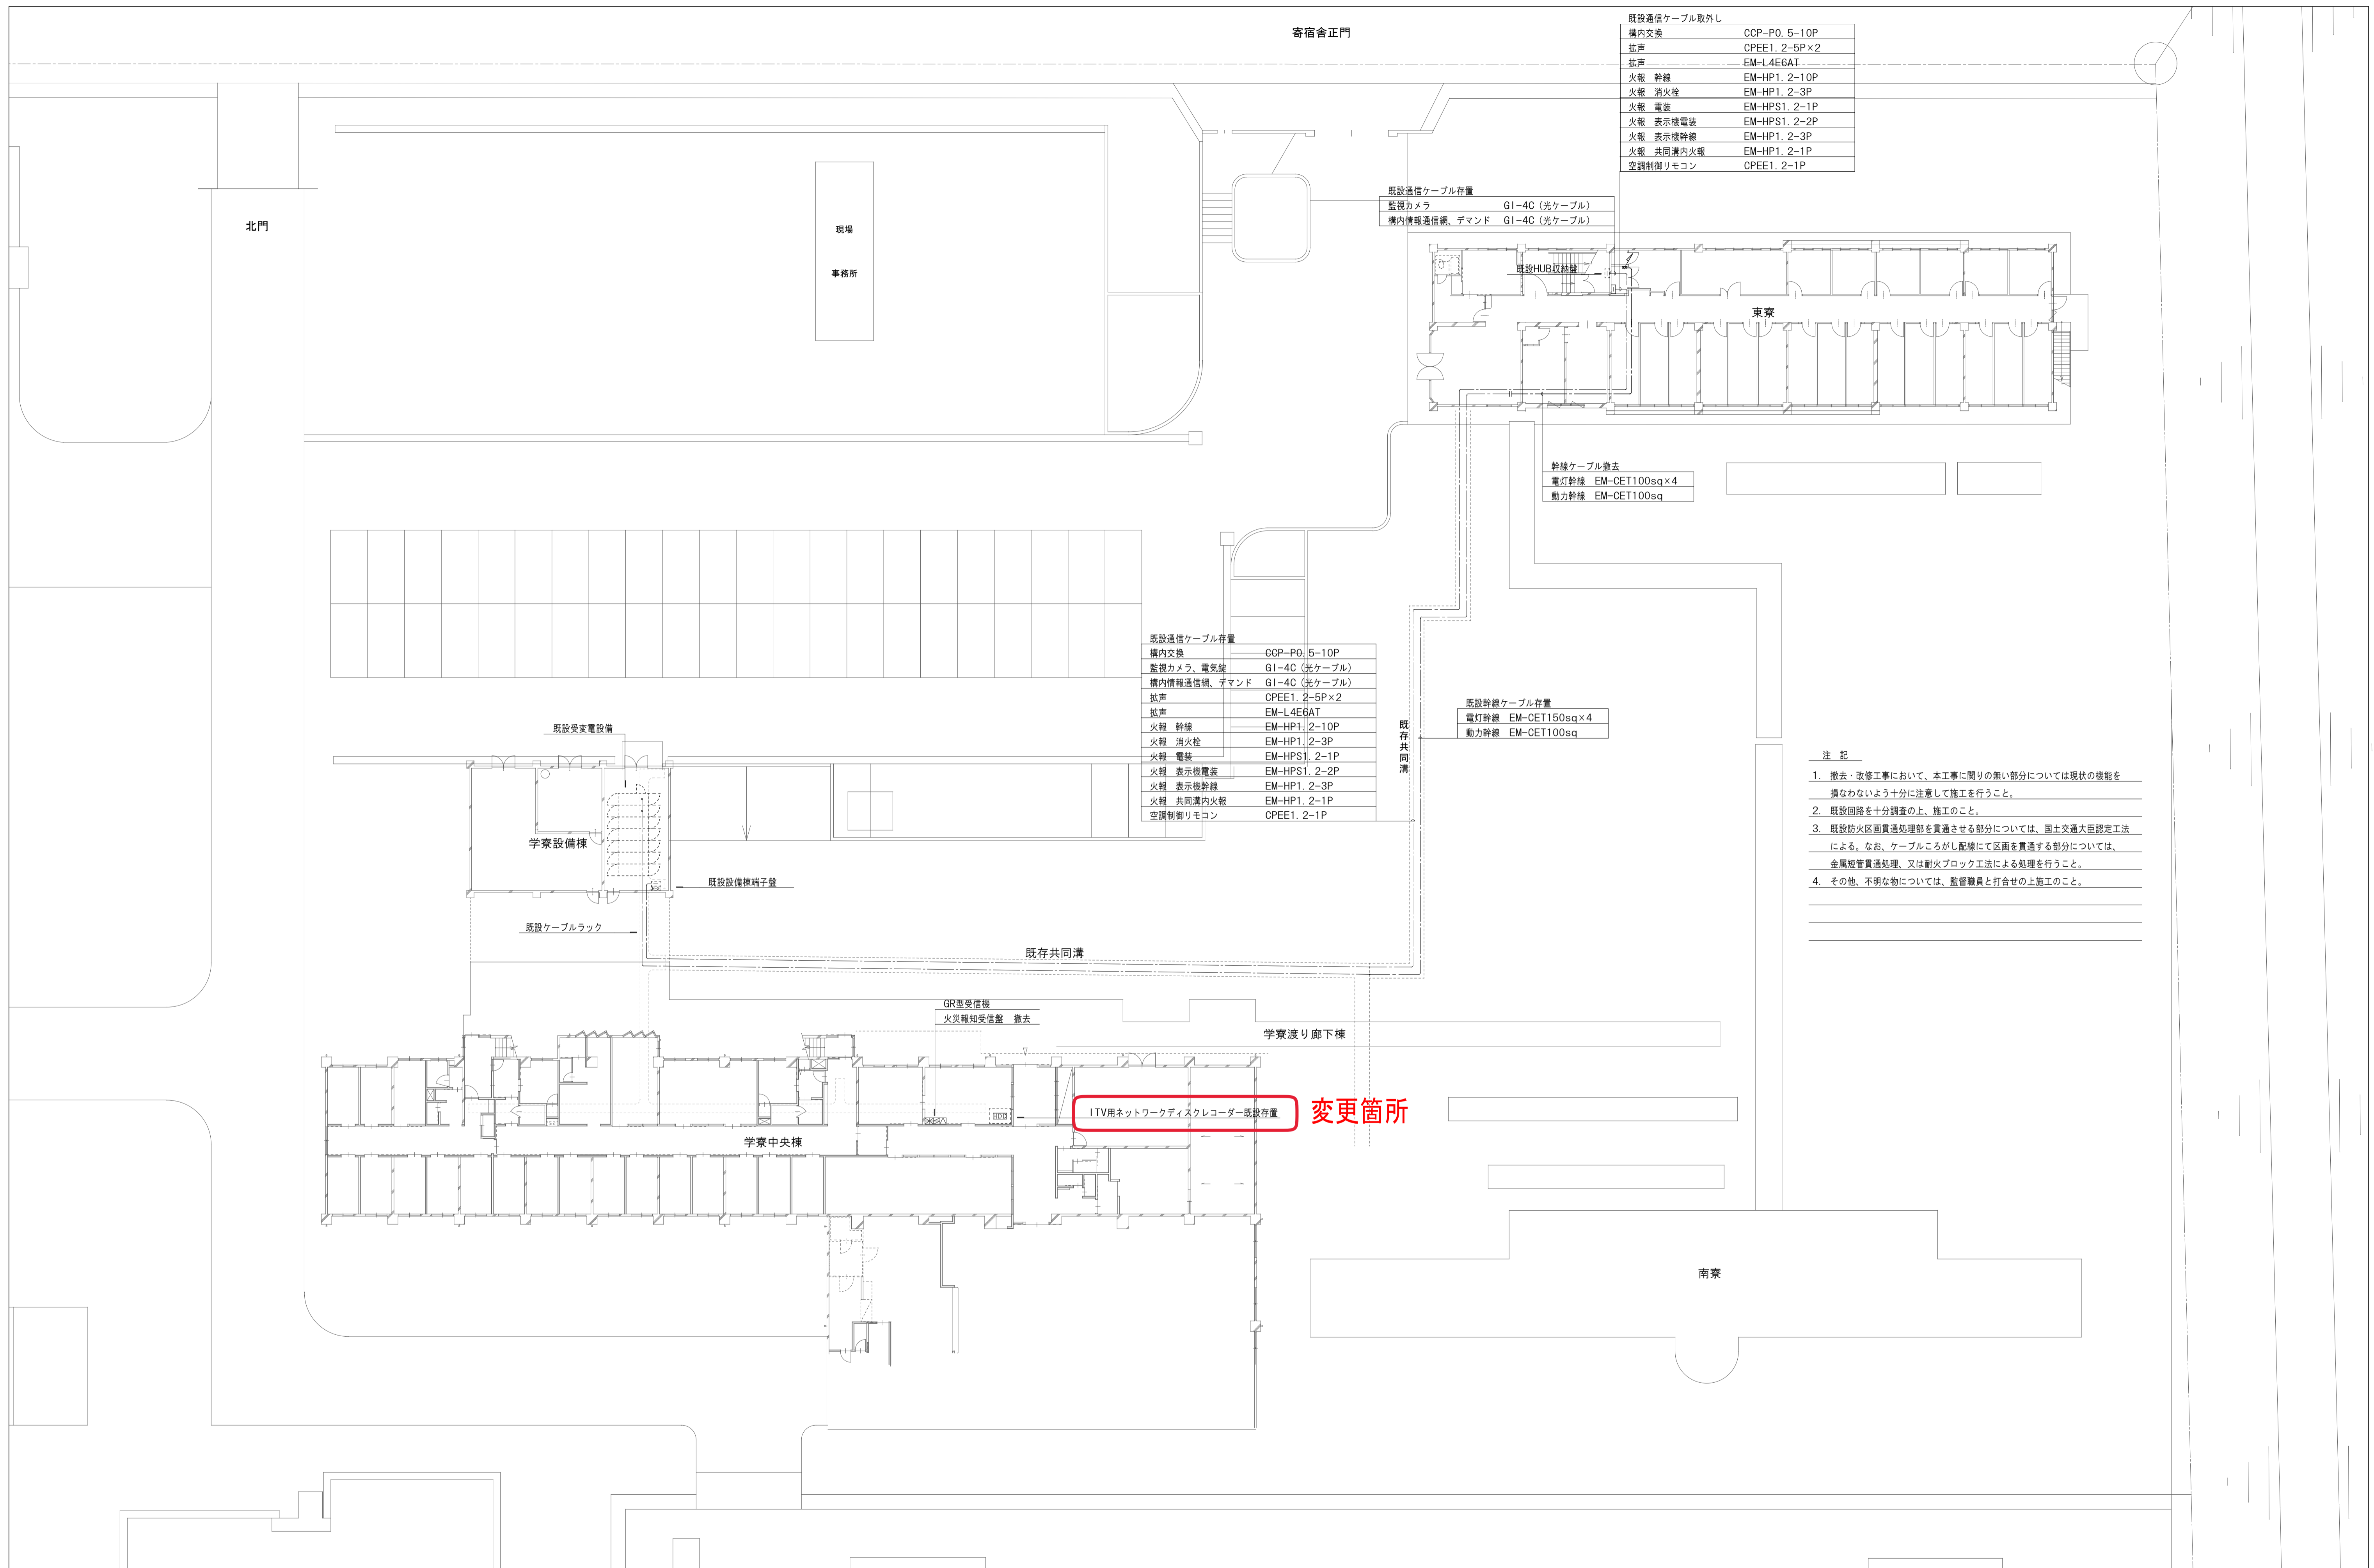 寄宿舎正門
既設通信ケーブル取外し
構内交換 CCP-P0.5-10P
拡声 CPEE1.2-5P×2
拡声 EM-L4E6AT
火報 幹線 EM-HP1.2-10P
火報 消火栓 EM-HP1.2-3P
火報 電装 EM-HPS1.2-1P
火報 表示機電装 EM-HPS1.2-2P
火報 表示機幹線 EM-HP1.2-3P
火報 共同溝内火報 EM-HP1.2-1P
空調制御リモコン CPEE1.2-1P
既設通信ケーブル存置
監視カメラ GI-4C（光ケーブル）
構内情報通信網、デマンド GI-4C（光ケーブル）
北門
現場
事務所
既設HUB収納盤
東寮
幹線ケーブル撤去
電灯幹線 EM-CET100sq×4
動力幹線 EM-CET100sq
既設通信ケーブル存置
構内交換 CCP-P0.5-10P
監視カメラ、電気錠 GI-4C（光ケーブル）
構内情報通信網、デマンド GI-4C（光ケーブル）
拡声 CPEE1.2-5P×2
拡声 EM-L4E6AT
火報 幹線 EM-HP1.2-10P
火報 消火栓 EM-HP1.2-3P
火報 電装 EM-HPS1.2-1P
火報 表示機電装 EM-HPS1.2-2P
火報 表示機幹線 EM-HP1.2-3P
火報 共同溝内火報 EM-HP1.2-1P
空調制御リモコン CPEE1.2-1P
既存共同溝
既設幹線ケーブル存置
電灯幹線 EM-CET150sq×4
動力幹線 EM-CET100sq
注 記
1. 撤去・改修工事において、本工事に関りの無い部分については現状の機能を
損なわないよう十分に注意して施工を行うこと。
2. 既設回路を十分調査の上、施工のこと。
3. 既設防火区画貫通処理部を貫通させる部分については、国土交通大臣認定工法
による。なお、ケーブルころがし配線にて区画を貫通する部分については、
金属短管貫通処理、又は耐火ブロック工法による処理を行うこと。
4. その他、不明な物については、監督職員と打合せの上施工のこと。
既設受変電設備
学寮設備棟
既設設備棟端子盤
既設ケーブルラック
既存共同溝
GR型受信機
火災報知受信盤 撤去
学寮渡り廊下棟
HDD
ITV用ネットワークディスクレコーダー既設存置
変更箇所
学寮中央棟
南寮